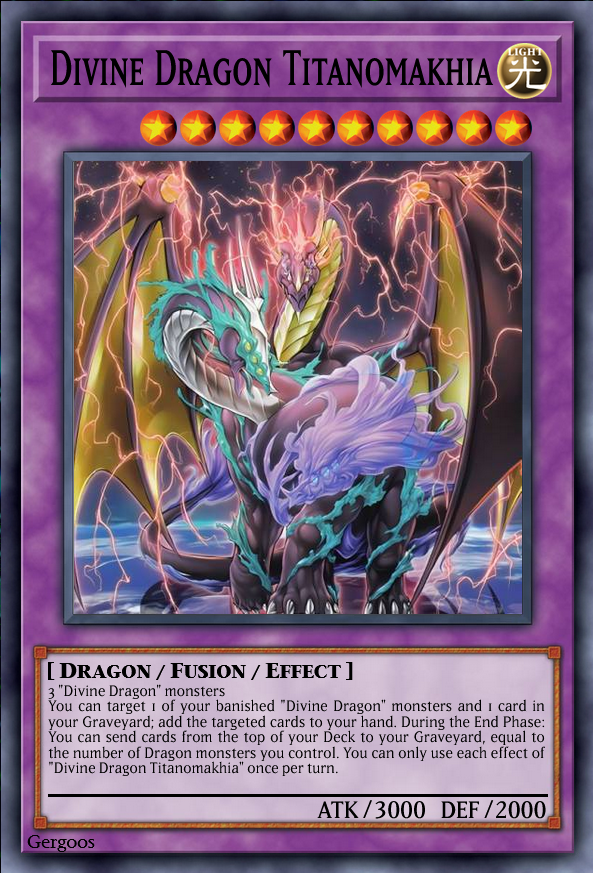 Divine Dragon Titanomakhia
LIGHT
光
[ Dragon / Fusion / Effect ]
3 "Divine Dragon" monsters
You can target 1 of your banished "Divine Dragon" monsters and 1 card in
your Graveyard; add the targeted cards to your hand. During the End Phase:
You can send cards from the top of your Deck to your Graveyard, equal to
the number of Dragon monsters you control. You can only use each effect of
"Divine Dragon Titanomakhia" once per turn.
ATK/3000 DEF/2000
Gergoos